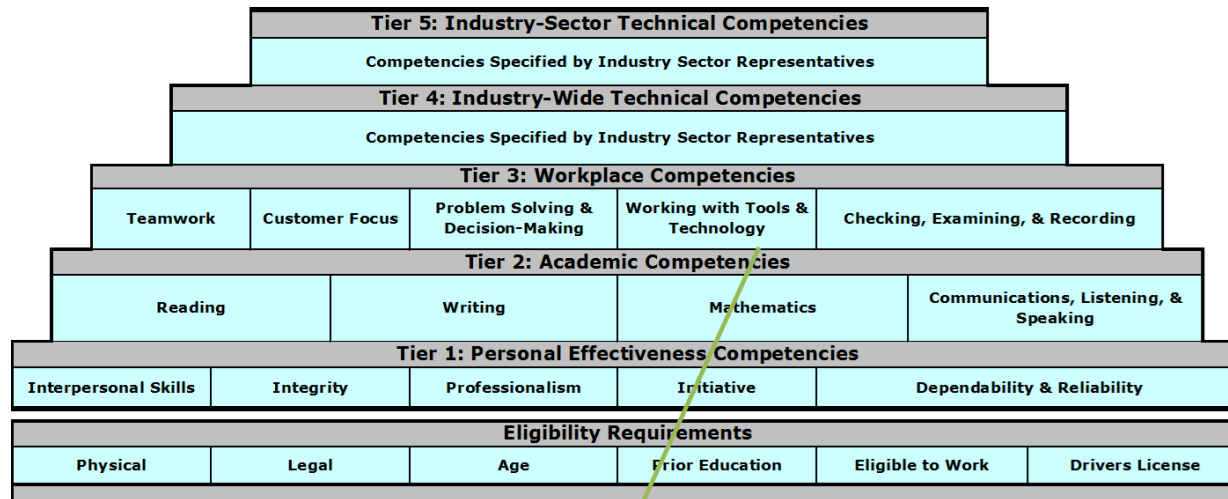 Tier 5: Industry-Sector Technical Competencies
Competencies Specified by Industry Sector Representatives
Tier 4: Industry-Wide Technical Competencies
Competencies Specified by Industry Sector Representatives
Tier 3: Workplace Competencies
Teamwork
Customer Focus
Problem Solving &
Decision-Making
Working with Tools &
Technology
Checking, Examining, & Recording
Tier 2: Academic Competencies
Reading
Writing
Mathematics
Communications, Listening, &
Speaking
Tier 1: Personal Effectiveness Competencies
Interpersonal Skills
Integrity
Professionalism
Initiative
Dependability & Reliability
Eligibility Requirements
Physical
Legal
Age
Prior Education
Eligible to Work
Drivers License